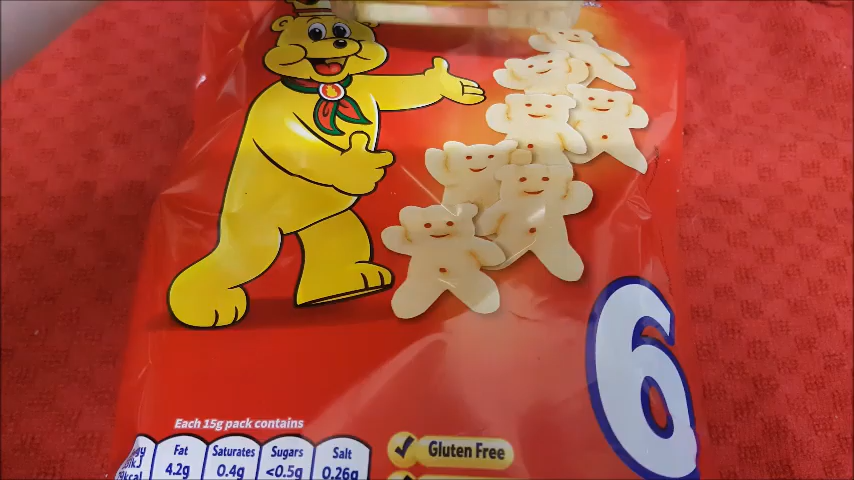 6
Each 15g pack contains
Fat Saturates Sugars Salt
4.2g 0.4g <0.5g 0.26g
Gluten Free